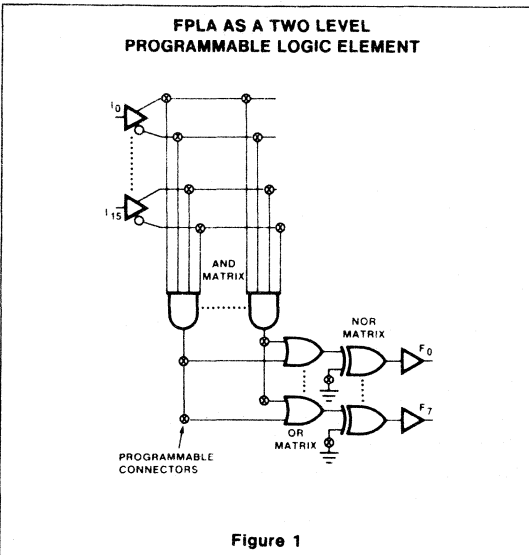 FPLA AS A TWO LEVEL
PROGRAMMABLE LOGIC ELEMENT
I0
I15
AND
MATRIX
NOR
MATRIX
F0
F7
OR
MATRIX
PROGRAMMABLE
CONNECTORS
Figure 1